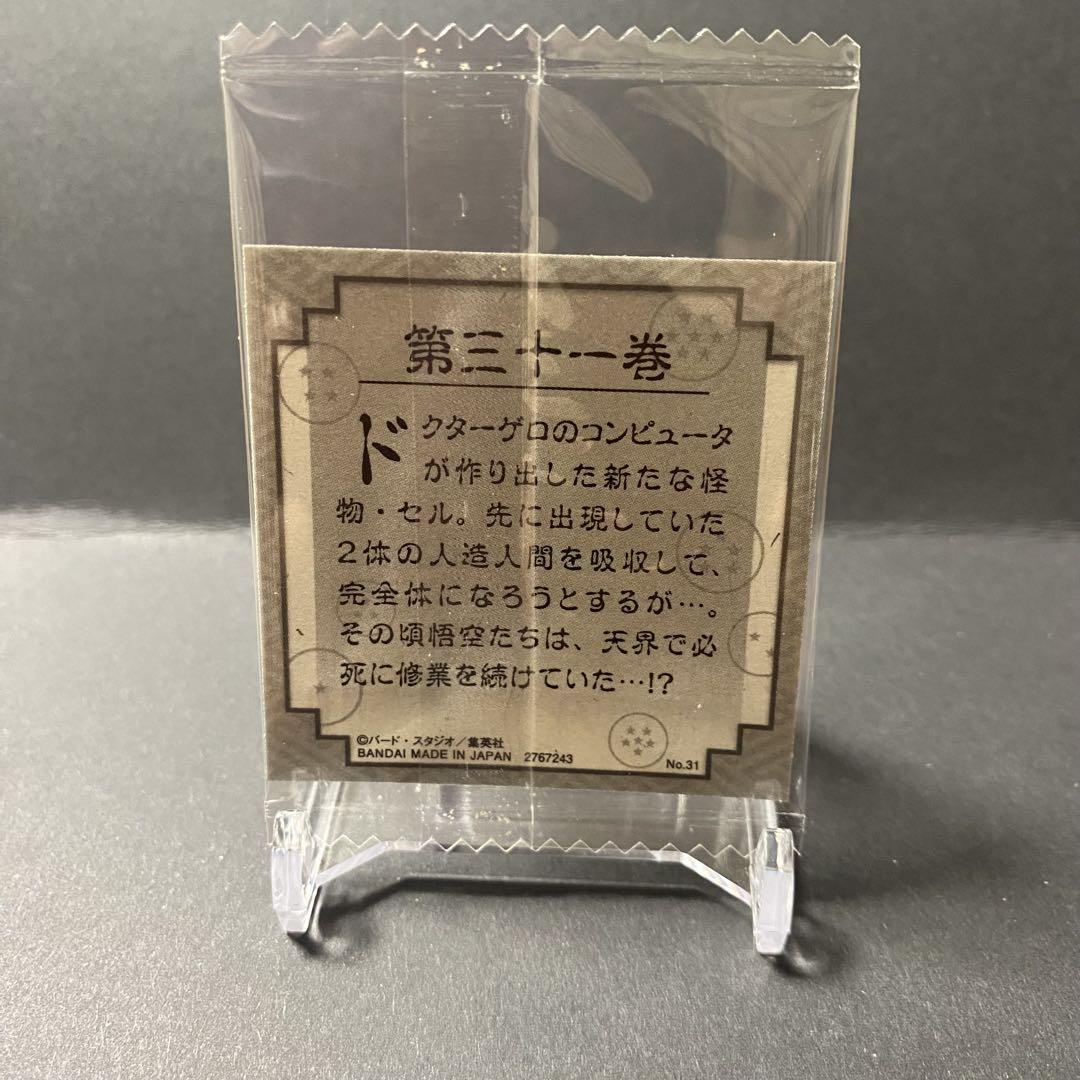 第三十一巻
ドクターゲロのコンピュータ
が作り出した新たな怪
物・セル。先に出現していた
2体の人造人間を吸収して、
完全体になろうとするが…。
その頃悟空たちは、天界で必
死に修業を続けていた…!?
©バード・スタジオ／集英社
BANDAI MADE IN JAPAN 2767243
No.31